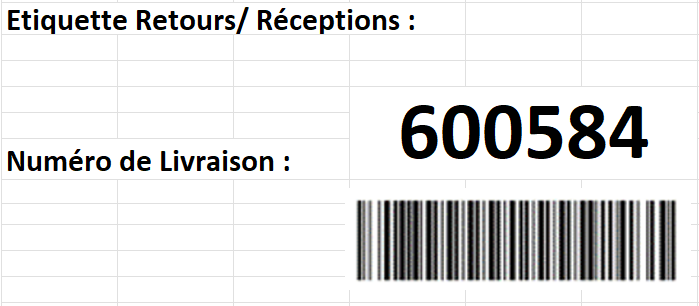 Etiquette Retours/ Réceptions :
600584
Numéro de Livraison :